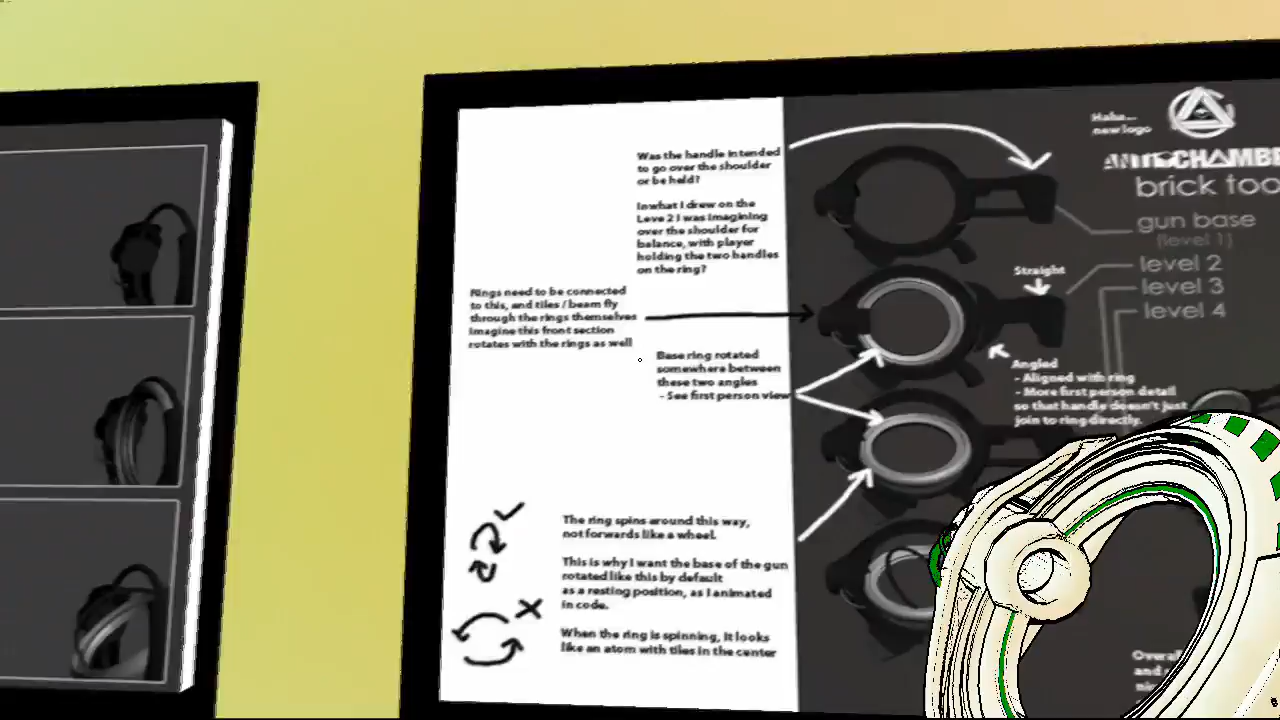 Was the handle intended
to go over the shoulder
or be held?
In what I drew on the
Leve 2 I was imagining
over the shoulder for
balance, with player
holding the two handles
on the ring?
Rings need to be connected
to this, and tiles / beam fly
through the rings themselves
Imagine this front section
rotates with the rings as well
Base ring rotated
somewhere between
these two angles
- See first person view
The ring spins around this way,
not forwards like a wheel.
This is why I want the base of the gun
rotated like this by default
as a resting position, as I animated
in code.
When the ring is spinning, it looks
like an atom with tiles in the center
Haha...
new logo
brick too
gun base
(level 1)
level 2
level 3
level 4
Straight
Angled
- Aligned with ring
- More first person detail
so that handle doesn't just
join to ring directly.
Overal
and